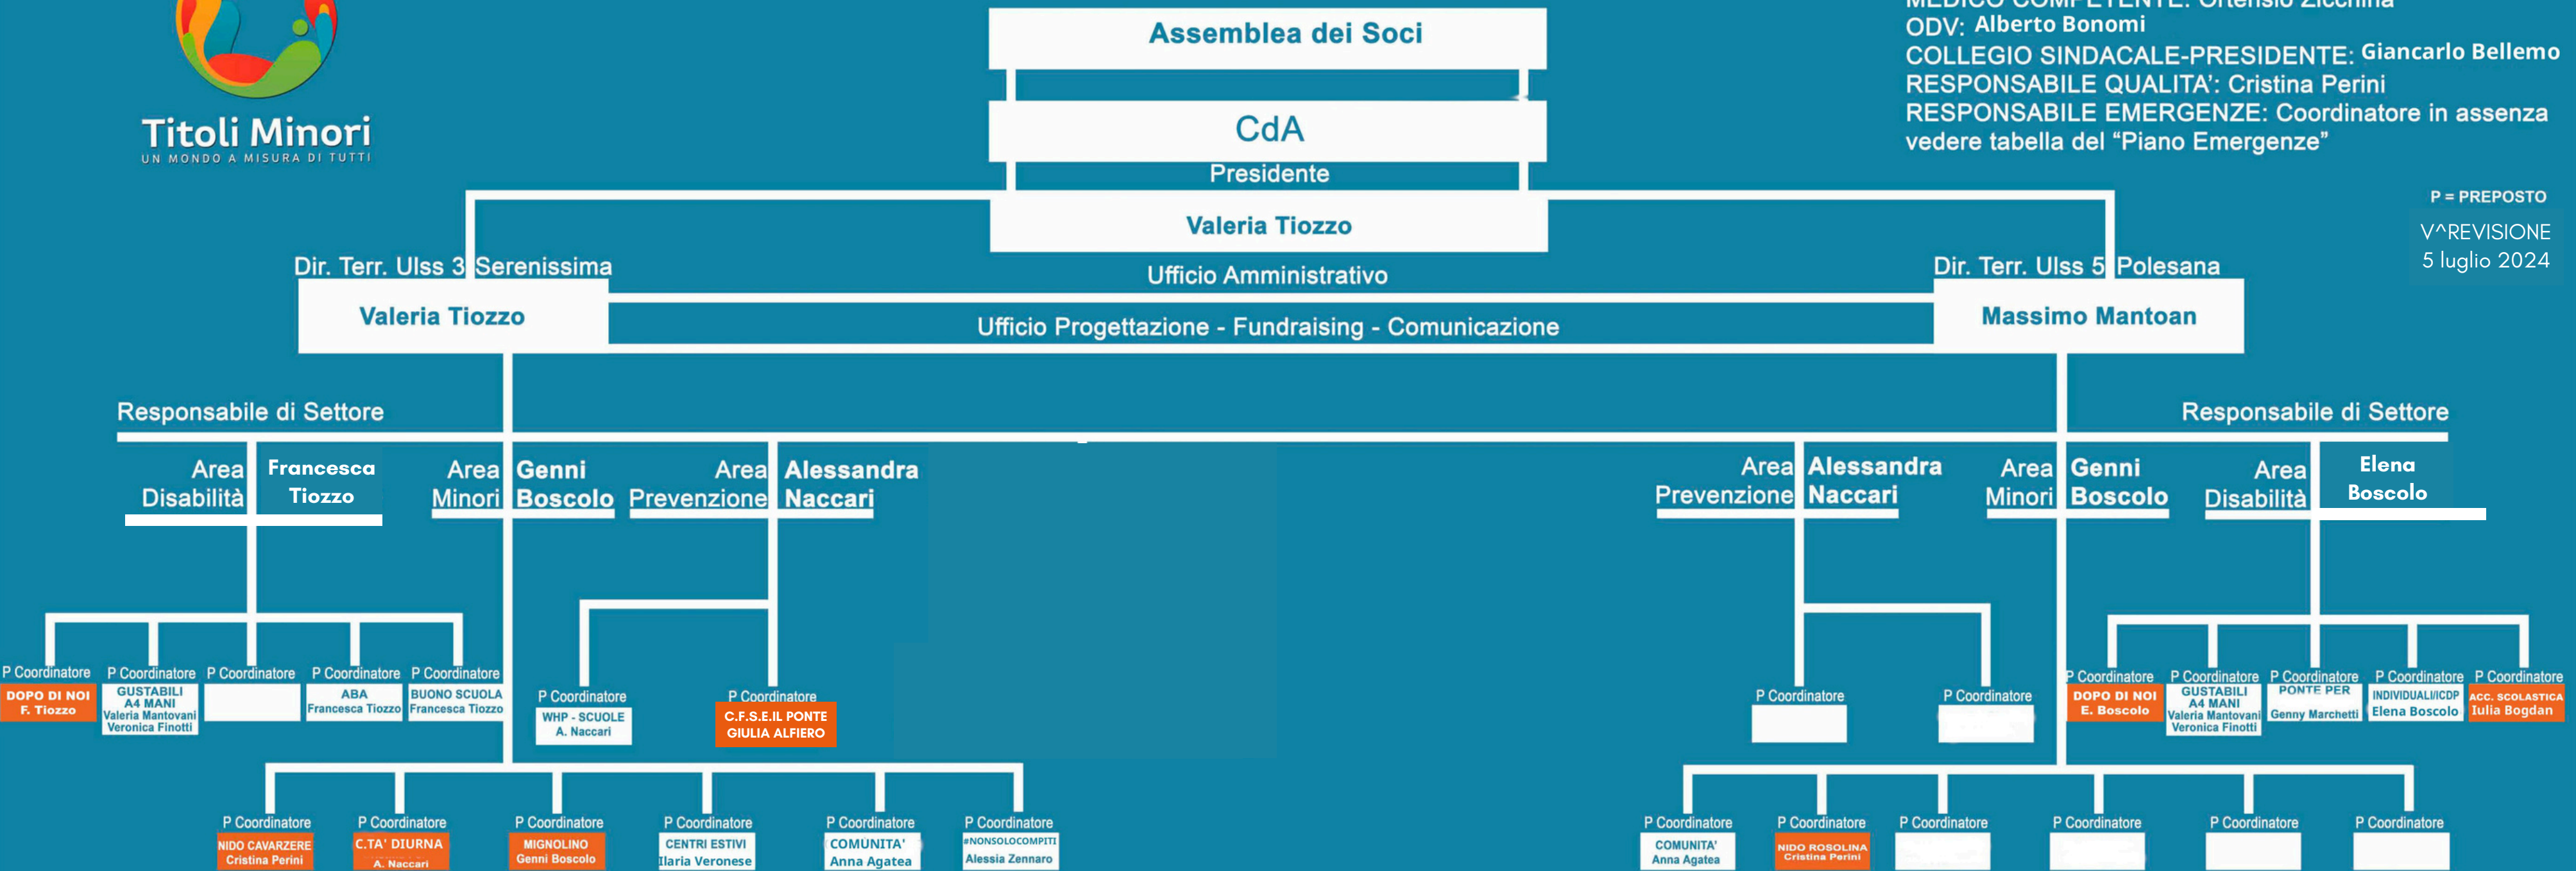 MEDICO COMPETENTE: Ortensio Zicchina
ODV: Alberto Bonomi
COLLEGIO SINDACALE-PRESIDENTE: Giancarlo Bellemo
RESPONSABILE QUALITA': Cristina Perini
RESPONSABILE EMERGENZE: Coordinatore in assenza
vedere tabella del “Piano Emergenze”
Titoli Minori
UN MONDO A MISURA DI TUTTI
Assemblea dei Soci
CdA
Presidente
Valeria Tiozzo
P = PREPOSTO
V^REVISIONE
5 luglio 2024
Dir. Terr. Ulss 3 Serenissima
Valeria Tiozzo
Ufficio Amministrativo
Ufficio Progettazione - Fundraising - Comunicazione
Dir. Terr. Ulss 5 Polesana
Massimo Mantoan
Responsabile di Settore
Responsabile di Settore
Area Disabilità
Francesca
Tiozzo
Area Minori
Genni
Boscolo
Area Prevenzione
Alessandra
Naccari
Area Prevenzione
Alessandra
Naccari
Area Minori
Genni
Boscolo
Area Disabilità
Elena
Boscolo
P Coordinatore
DOPO DI NOI
F. Tiozzo
P Coordinatore
GUSTABILI
A4 MANI
Valeria Mantovani
Veronica Finotti
P Coordinatore
P Coordinatore
ABA
Francesca Tiozzo
P Coordinatore
BUONO SCUOLA
Francesca Tiozzo
P Coordinatore
WHP - SCUOLE
A. Naccari
P Coordinatore
C.F.S.E.IL PONTE
GIULIA ALFIERO
P Coordinatore
P Coordinatore
P Coordinatore
DOPO DI NOI
E. Boscolo
P Coordinatore
GUSTABILI
A4 MANI
Valeria Mantovani
Veronica Finotti
P Coordinatore
PONTE PER
Genny Marchetti
P Coordinatore
INDIVIDUALI/ICDP
Elena Boscolo
P Coordinatore
ACC. SCOLASTICA
Iulia Bogdan
P Coordinatore
NIDO CAVARZERE
Cristina Perini
P Coordinatore
C.TA' DIURNA
A. Naccari
P Coordinatore
MIGNOLINO
Genni Boscolo
P Coordinatore
CENTRI ESTIVI
Ilaria Veronese
P Coordinatore
COMUNITA'
Anna Agatea
P Coordinatore
#NONSOLOCOMPITI
Alessia Zennaro
P Coordinatore
COMUNITA'
Anna Agatea
P Coordinatore
NIDO ROSOLINA
Cristina Perini
P Coordinatore
P Coordinatore
P Coordinatore
P Coordinatore